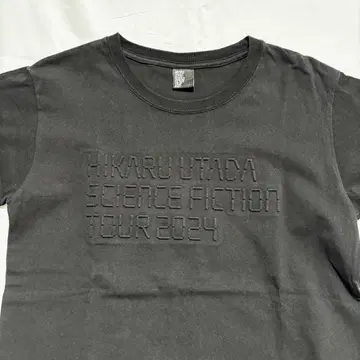 HIKARU UTADA
SCIENCE FICTION
TOUR 2024